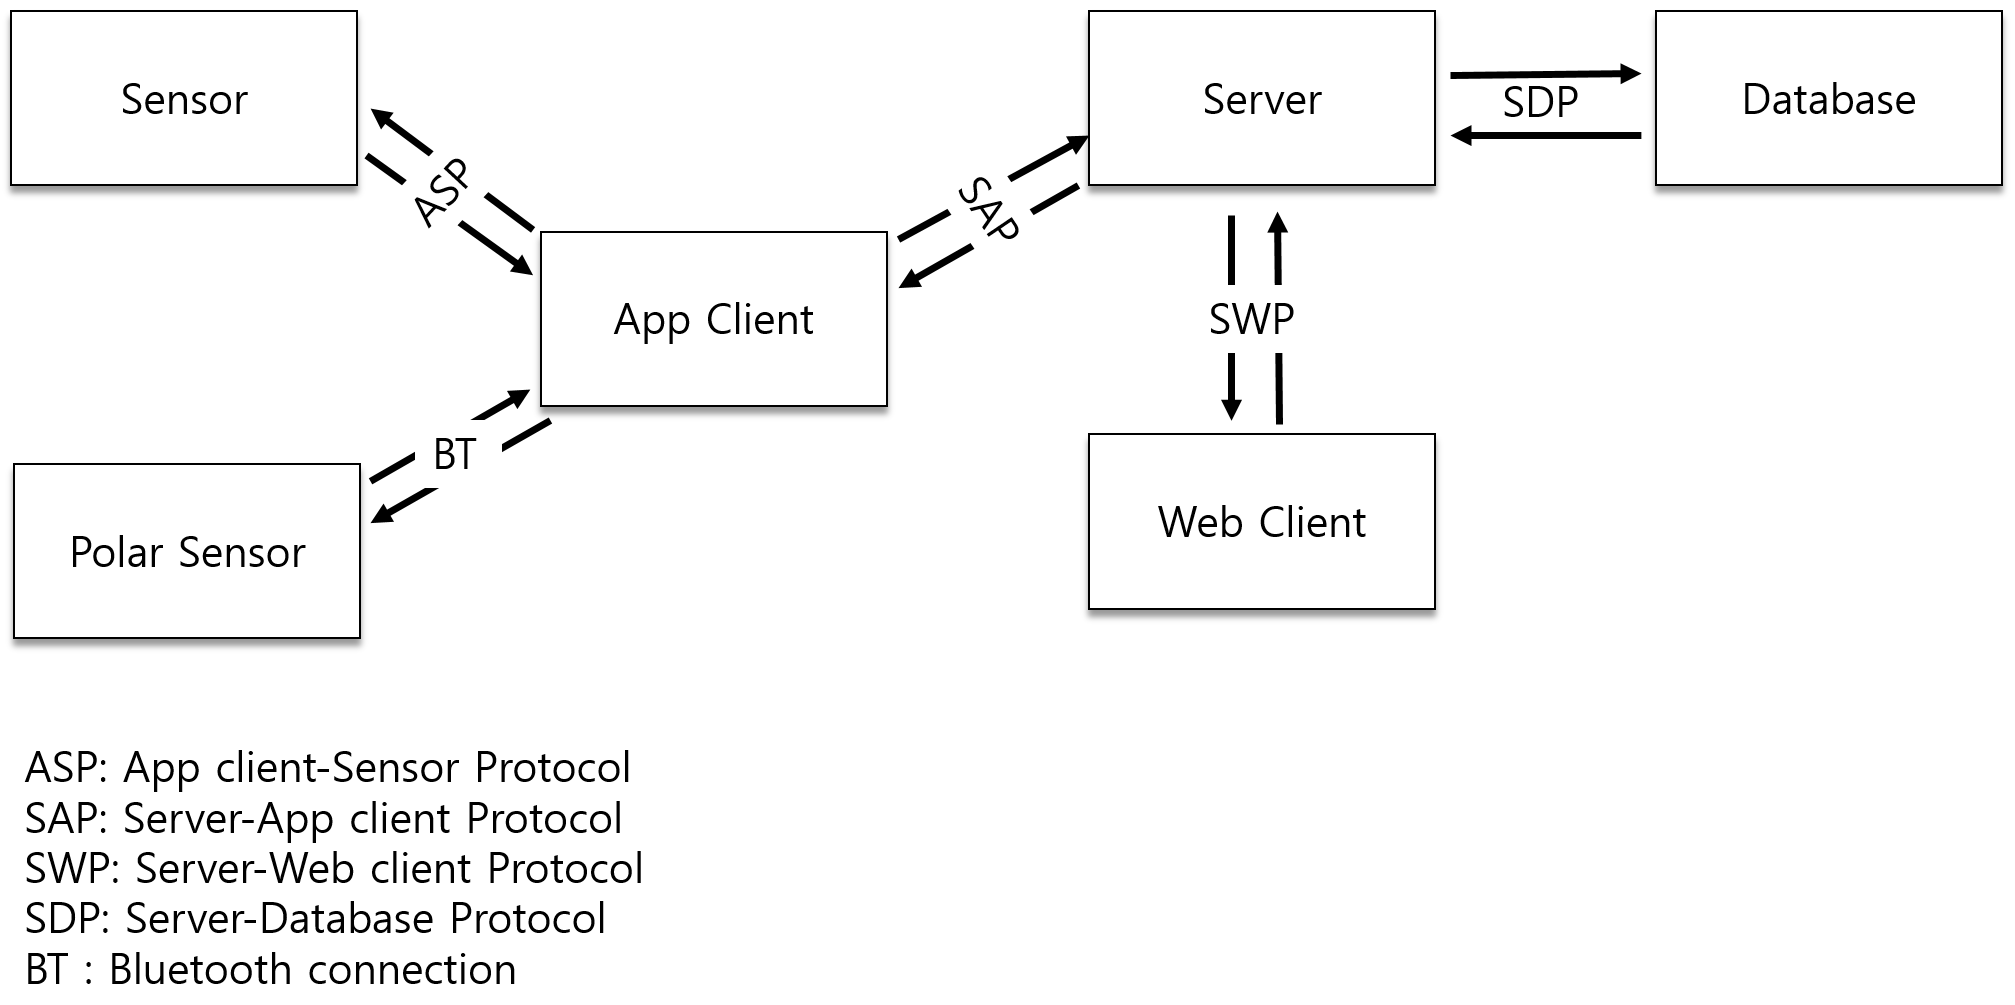 Sensor
Server
SDP
Database
ASP
SAP
App Client
SWP
BT
Polar Sensor
Web Client
ASP: App client-Sensor Protocol
SAP: Server-App client Protocol
SWP: Server-Web client Protocol
SDP: Server-Database Protocol
BT : Bluetooth connection